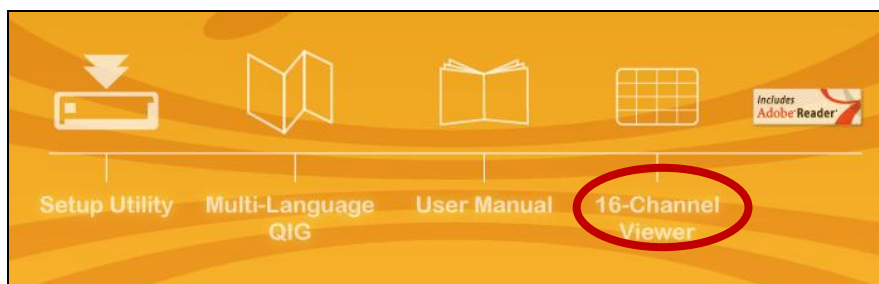 Includes
Adobe® Reader®
Setup Utility
Multi-Language
QIG
User Manual
16-Channel
Viewer